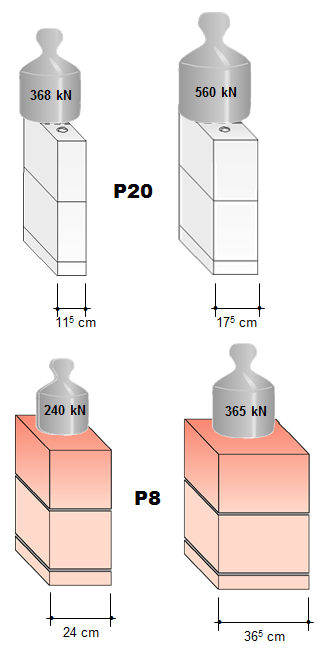 368 kN
560 kN
P20
11⁵ cm
17⁵ cm
240 kN
365 kN
P8
24 cm
36⁵ cm